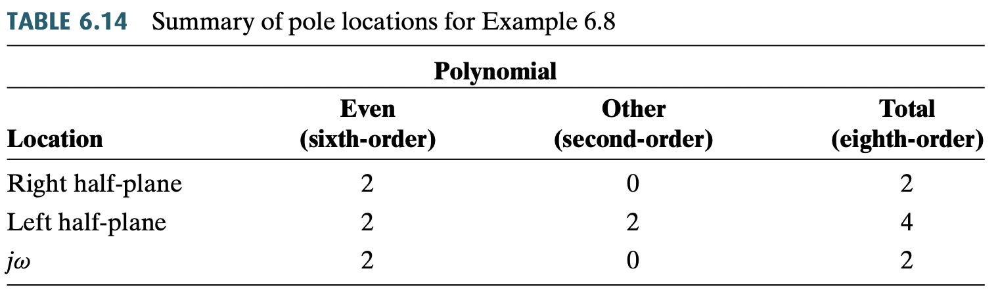 TABLE 6.14 Summary of pole locations for Example 6.8
Polynomial
Even Other Total
Location (sixth-order) (second-order) (eighth-order)
Right half-plane 2 0 2
Left half-plane 2 2 4
jω 2 0 2